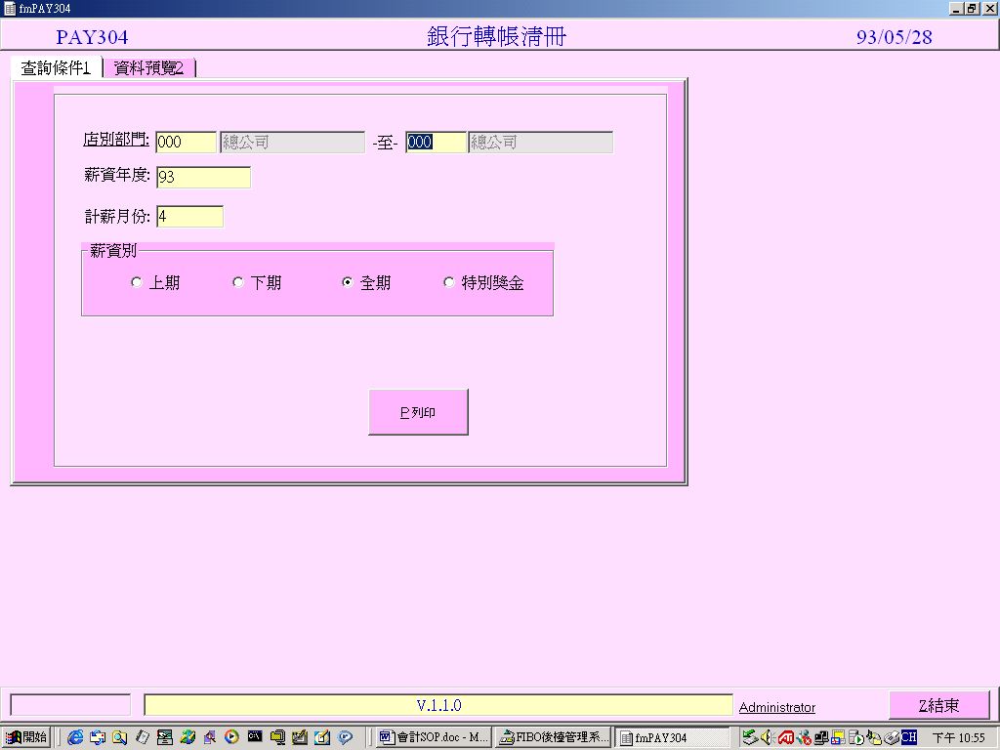 fmPAY304
PAY304 銀行轉帳清冊 93/05/28
查詢條件1 資料預覽2
店別部門: 000 總公司 -至- 000 總公司
薪資年度: 93
計薪月份: 4
薪資別
上期 下期 全期 特別獎金
P列印
V.1.1.0 Administrator Z結束
開始 會計SOP.doc - M... FIBO後檯管理系... fmPAY304 CH 下午 10:55